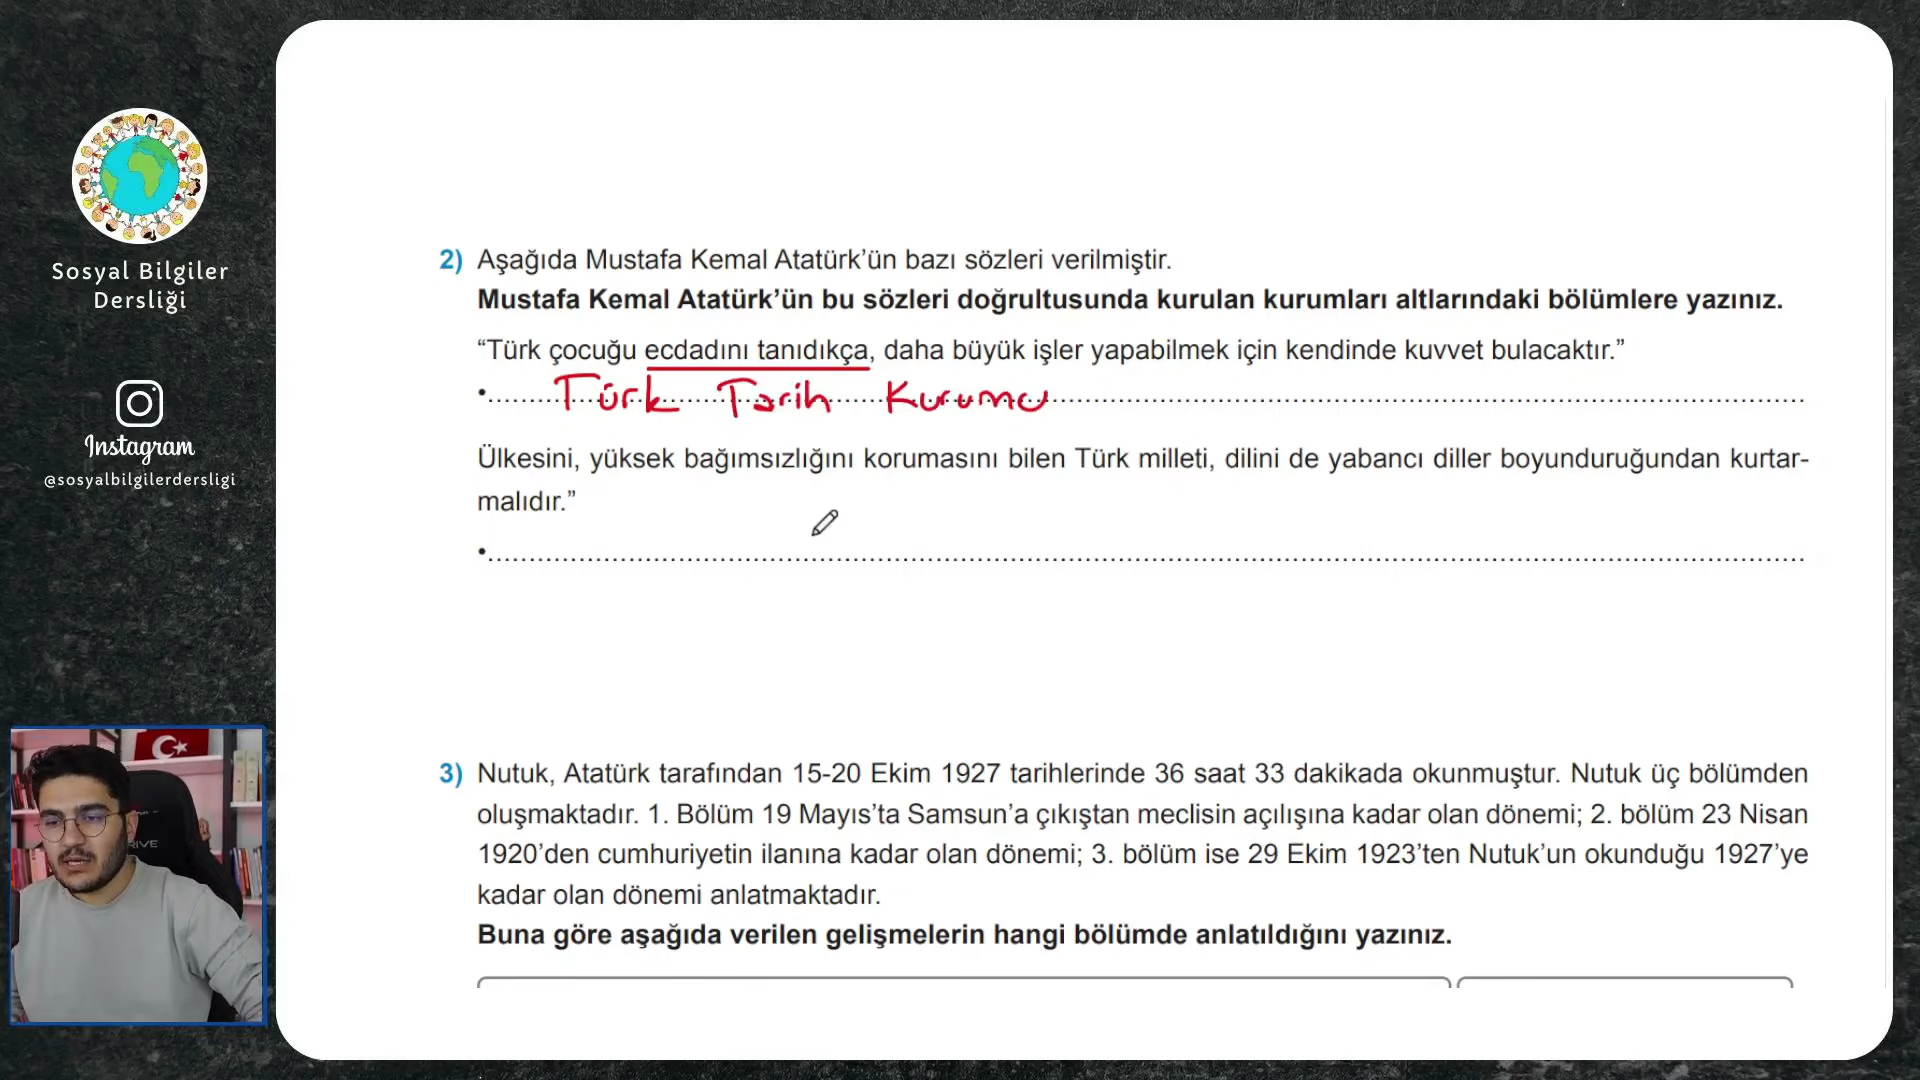 Sosyal Bilgiler
Dersliği
Instagram
@sosyalbilgilerdersligi
2) Aşağıda Mustafa Kemal Atatürk’ün bazı sözleri verilmiştir.
Mustafa Kemal Atatürk’ün bu sözleri doğrultusunda kurulan kurumları altlarındaki bölümlere yazınız.
“Türk çocuğu ecdadını tanıdıkça, daha büyük işler yapabilmek için kendinde kuvvet bulacaktır.”
• Türk Tarih Kurumu
Ülkesini, yüksek bağımsızlığını korumasını bilen Türk milleti, dilini de yabancı diller boyunduruğundan kurtar-
malıdır.”
3) Nutuk, Atatürk tarafından 15-20 Ekim 1927 tarihlerinde 36 saat 33 dakikada okunmuştur. Nutuk üç bölümden
oluşmaktadır. 1. Bölüm 19 Mayıs’ta Samsun’a çıkıştan meclisin açılışına kadar olan dönemi; 2. bölüm 23 Nisan
1920’den cumhuriyetin ilanına kadar olan dönemi; 3. bölüm ise 29 Ekim 1923’ten Nutuk’un okunduğu 1927’ye
kadar olan dönemi anlatmaktadır.
Buna göre aşağıda verilen gelişmelerin hangi bölümde anlatıldığını yazınız.